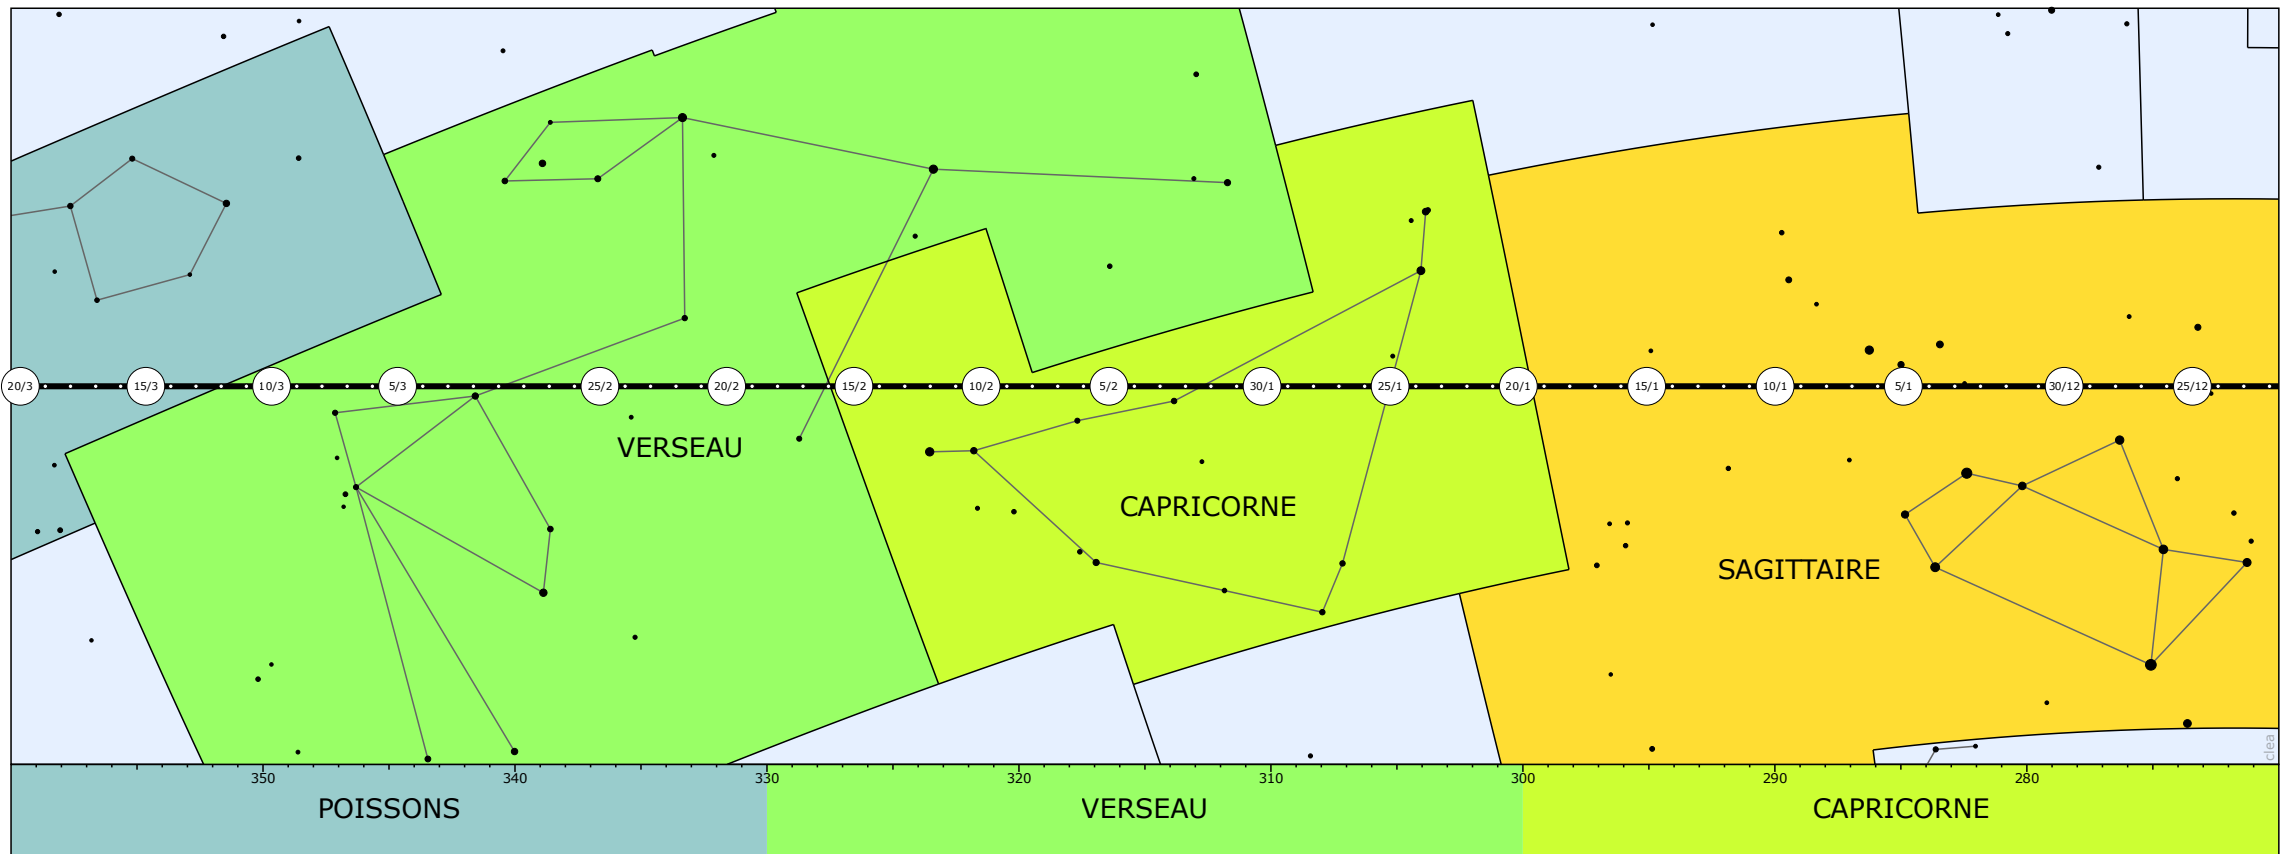 20/3 15/3 10/3 5/3 25/2 20/2 15/2 10/2 5/2 30/1 25/1 20/1 15/1 10/1 5/1 30/12 25/12
VERSEAU
CAPRICORNE
SAGITTAIRE
clea
350 340 330 320 310 300 290 280
POISSONS VERSEAU CAPRICORNE